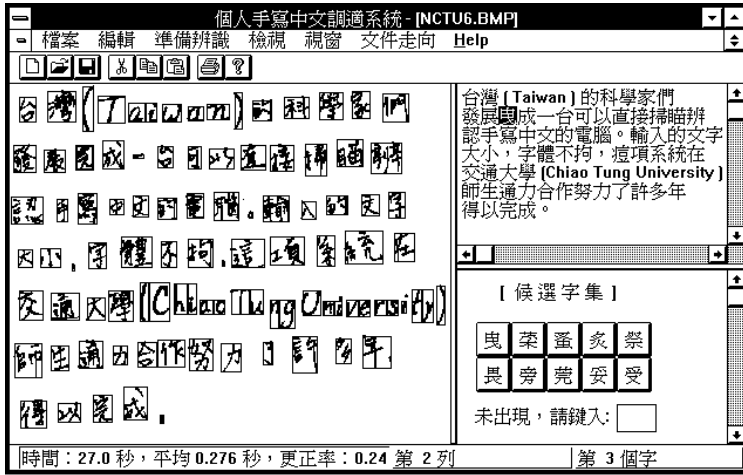 個人手寫中文調適系統 - [NCTU6.BMP]
檔案 編輯 準備辨識 檢視 視窗 文件走向 Help
台灣(Taiwan)的科學家們
發展完成一台可以直接掃瞄辨
認手寫中文的電腦。輸入的文字
大小,字體不拘,這項系統在
交通大學(Chiao Tung University)
師生通力合作努力了許多年,
得以完成。
台灣 (Taiwan) 的科學家們
發展曳成一台可以直接掃瞄辨
認手寫中文的電腦。輸入的文字
大小,字體不拘,痘項系統在
交通大學 (Chiao Tung University)
師生通力合作努力了許多年
得以完成。
[候選字集]
曳 蕖 蚤 炙 祭
畏 旁 莞 妥 受
未出現,請鍵入:
時間:27.0 秒,平均 0.276 秒,更正率:0.24 第 2 列 第 3 個字